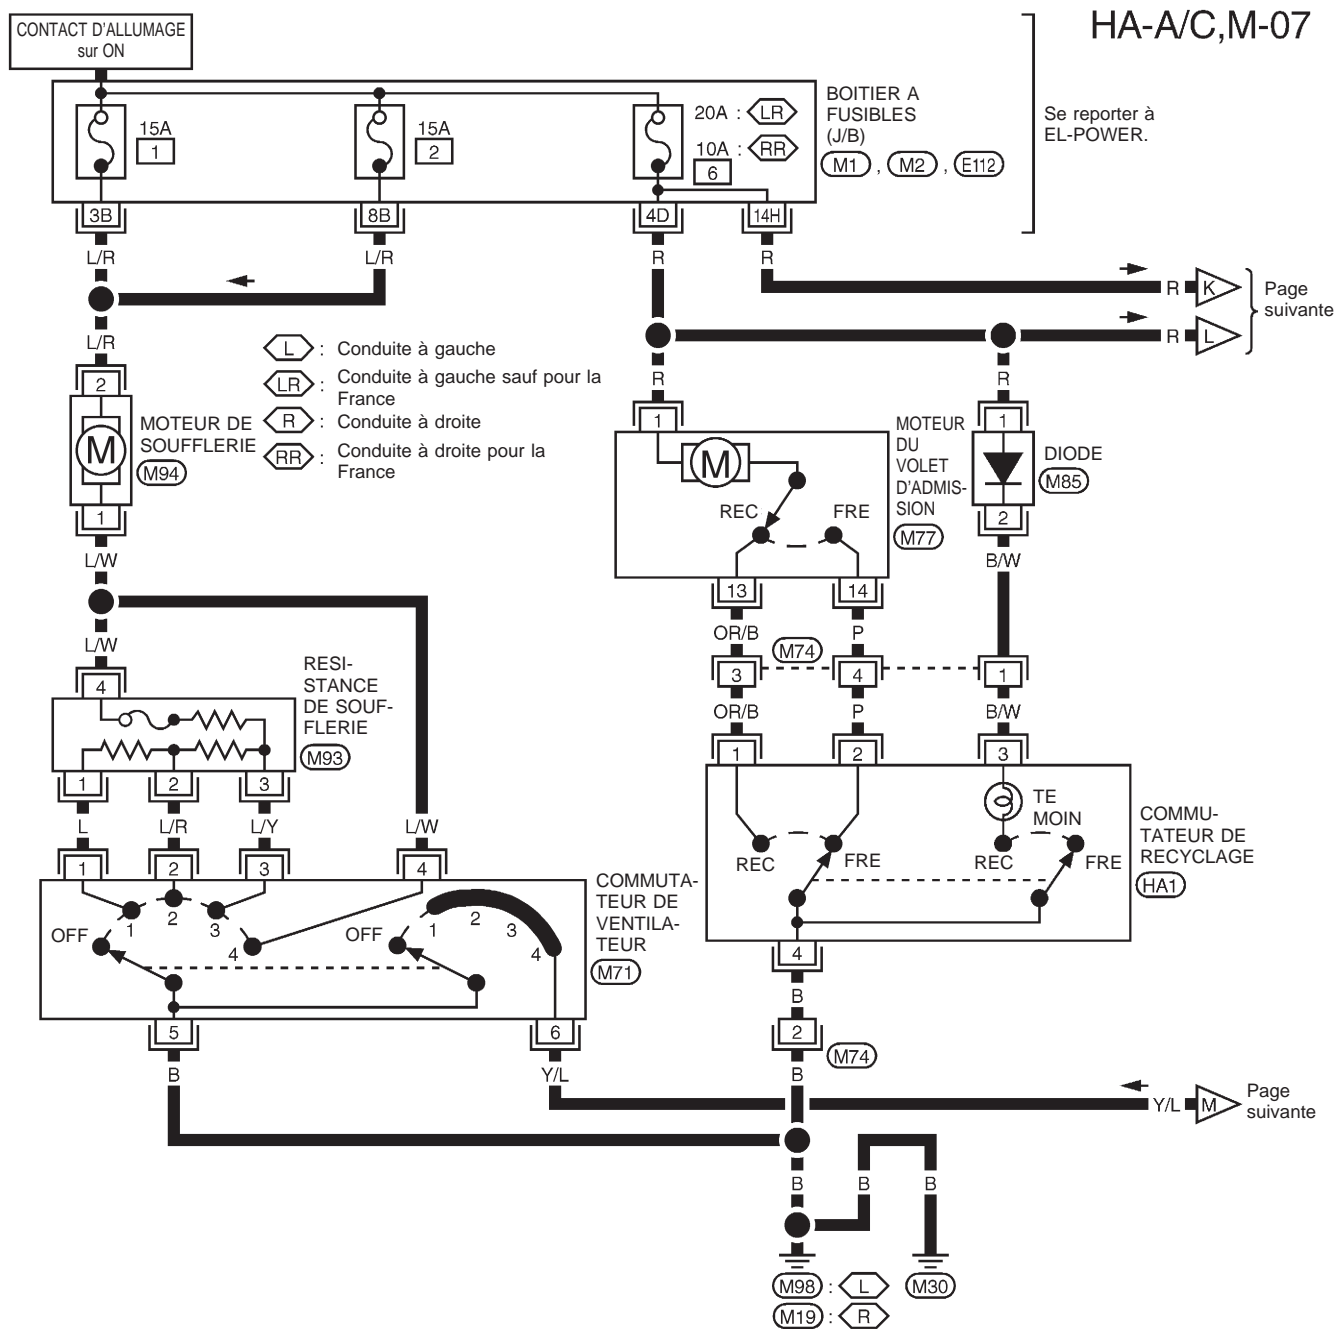 HA-A/C,M-07
CONTACT D'ALLUMAGE
sur ON
15A
1
15A
2
20A : LR
10A : RR
6
BOITIER A
FUSIBLES
(J/B)
M1 , M2 , E112
Se reporter à
EL-POWER.
3B
8B
4D
14H
L/R
L/R
R
R
R K
R L
Page
suivante
L/R
L : Conduite à gauche
LR : Conduite à gauche sauf pour la
France
R : Conduite à droite
RR : Conduite à droite pour la
France
2
M
1
MOTEUR DE
SOUFFLERIE
M94
R
1
M
REC
FRE
MOTEUR
DU
VOLET
D'ADMIS-
SION
M77
R
1
2
DIODE
M85
L/W
13
14
B/W
L/W
OR/B
P
M74
3
4
1
OR/B
P
B/W
4
RESI-
STANCE
DE SOUF-
FLERIE
M93
1
2
3
L
L/R
L/Y
L/W
1
2
3
TE
MOIN
REC
FRE
REC
FRE
COMMU-
TATEUR DE
RECYCLAGE
HA1
4
1
2
3
4
OFF
1
2
3
4
OFF
1
2
3
4
COMMUTA-
TEUR DE
VENTILA-
TEUR
M71
5
6
B
2
M74
B
Y/L
B
Y/L M
Page
suivante
B
B
B
M98 : L
M30
M19 : R